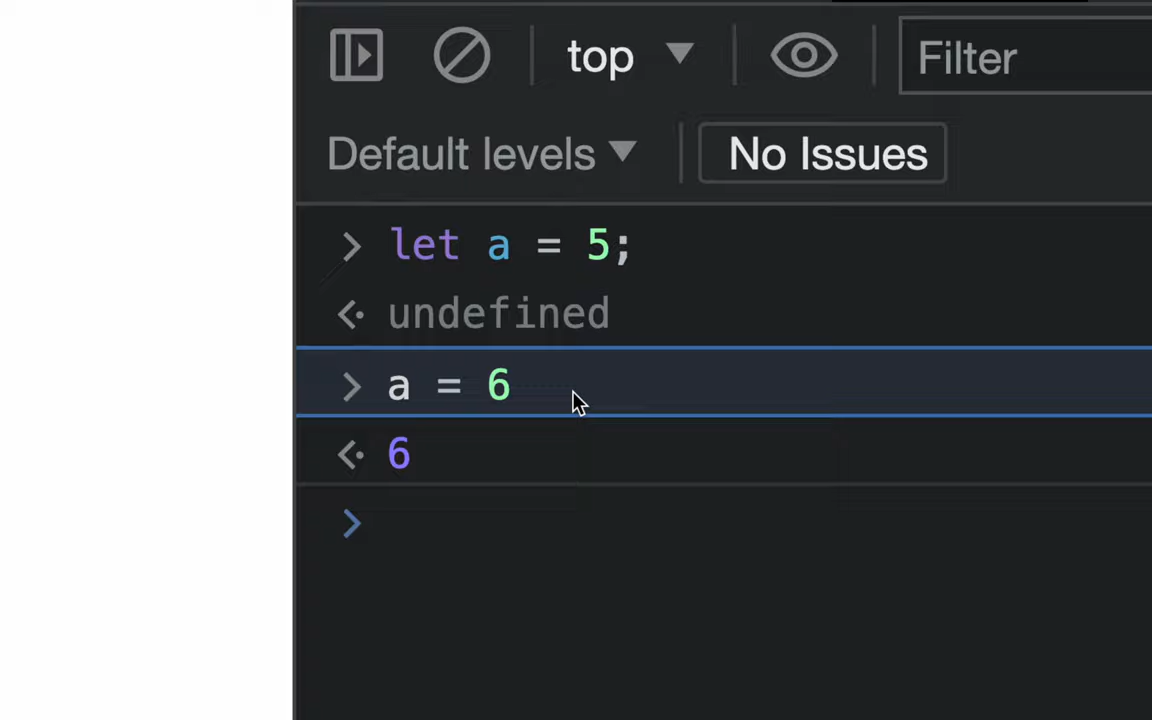 top Filter
Default levels No Issues
let a = 5;
undefined
a = 6
6